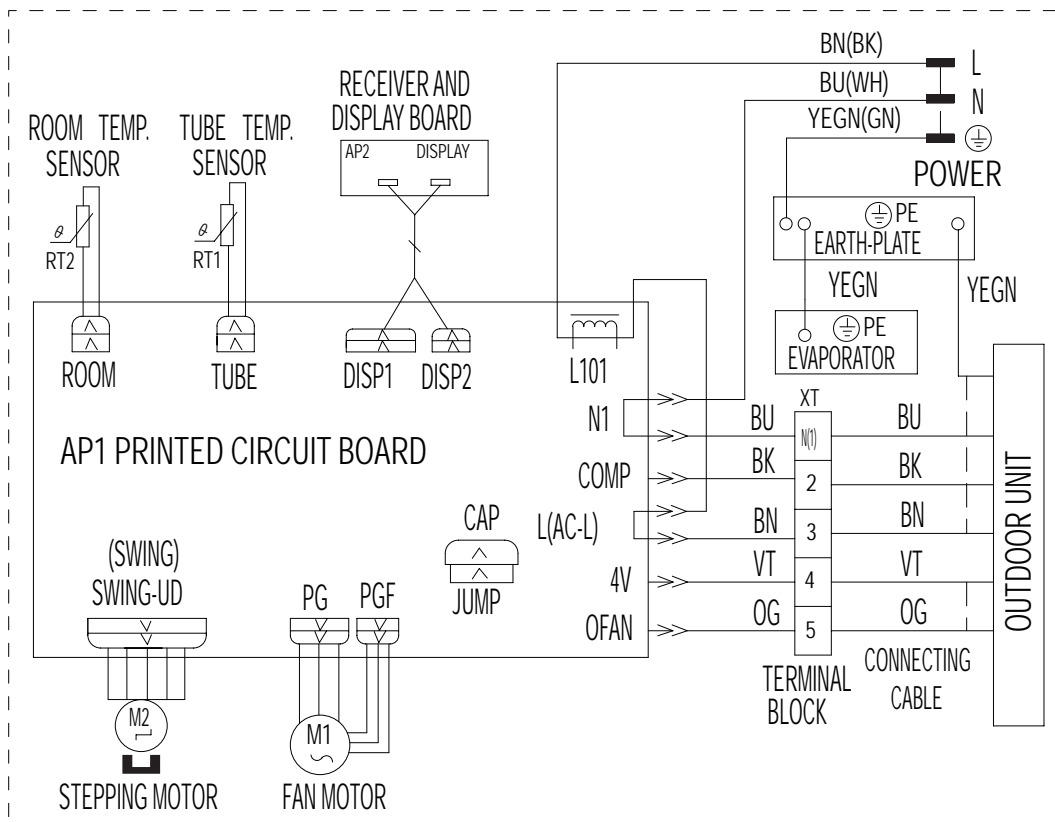 BN(BK)
L
BU(WH)
N
YEGN(GN)
POWER
RECEIVER AND
DISPLAY BOARD
AP2 DISPLAY
ROOM TEMP.
SENSOR
TUBE TEMP.
SENSOR
θ
RT2
θ
RT1
PE
EARTH-PLATE
YEGN
YEGN
PE
EVAPORATOR
ROOM
TUBE
DISP1
DISP2
L101
AP1 PRINTED CIRCUIT BOARD
N1
COMP
L(AC-L)
4V
OFAN
XT
BU
N(1)
BU
BK
2
BK
BN
3
BN
VT
4
VT
OG
5
OG
OUTDOOR UNIT
TERMINAL
BLOCK
CONNECTING
CABLE
CAP
JUMP
(SWING)
SWING-UD
PG
PGF
M2
M1
STEPPING MOTOR
FAN MOTOR